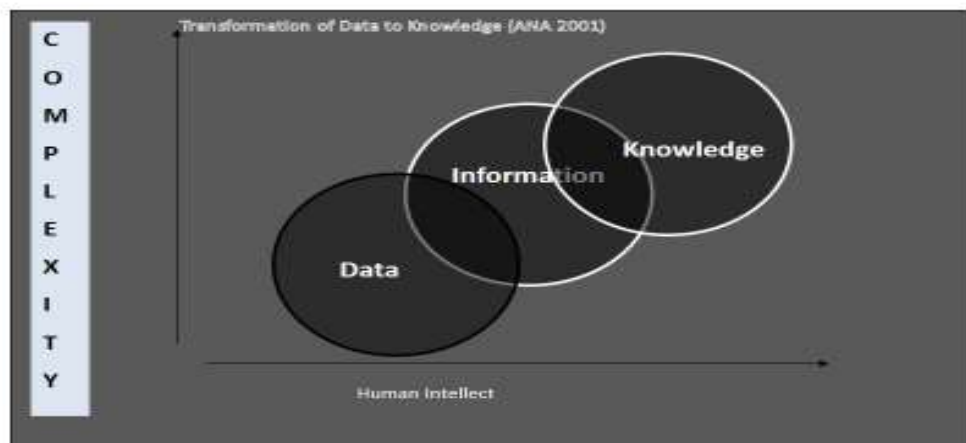 Transformation of Data to Knowledge (ANA 2001)
C
O
M
P
L
E
X
I
T
Y
Knowledge
Information
Data
Human Intellect